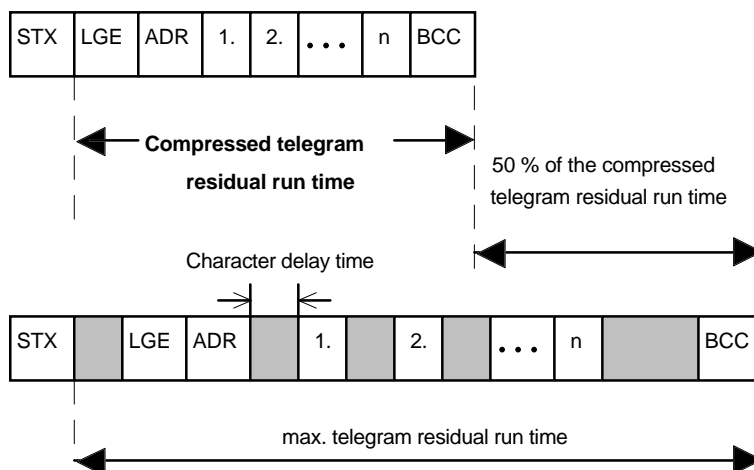 STX LGE ADR 1. 2. ... n BCC
Compressed telegram
residual run time
50 % of the compressed
telegram residual run time
Character delay time
STX LGE ADR 1. 2. ... n BCC
max. telegram residual run time